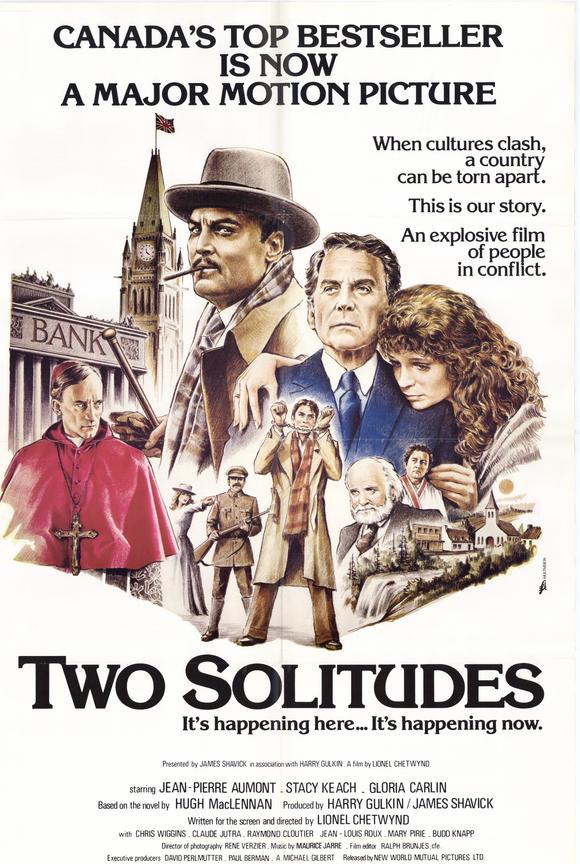 CANADA'S TOP BESTSELLER
IS NOW
A MAJOR MOTION PICTURE
When cultures clash,
a country
can be torn apart.
This is our story.
An explosive film
of people
in conflict.
BANK
TWO SOLITUDES
It's happening here... It's happening now.
Presented by JAMES SHAVICK in association with HARRY GULKIN. A film by LIONEL CHETWYND.
starring JEAN-PIERRE AUMONT . STACY KEACH . GLORIA CARLIN
Based on the novel by HUGH MacLENNAN Produced by HARRY GULKIN / JAMES SHAVICK
Written for the screen and directed by LIONEL CHETWYND
with CHRIS WIGGINS . CLAUDE JUTRA . RAYMOND CLOUTIER JEAN-LOUIS ROUX . MARY PIRIE . BUDD KNAPP
Director of photography RENE VERZIER . Music by MAURICE JARRE . Film editor RALPH BRUNJES, cfe
Executive producers DAVID PERLMUTTER . PAUL BERMAN . A. MICHAEL GILBERT Released by NEW WORLD MUTUAL PICTURES LTD.